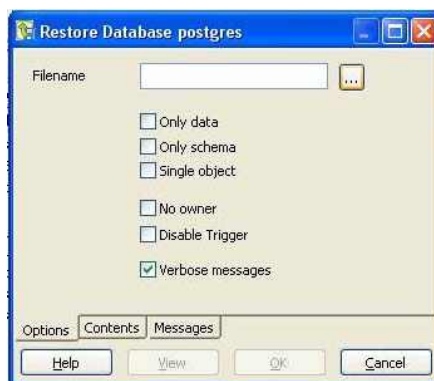 Restore Database postgres
Filename
...
Only data
Only schema
Single object
No owner
Disable Trigger
Verbose messages
Options Contents Messages
Help View OK Cancel